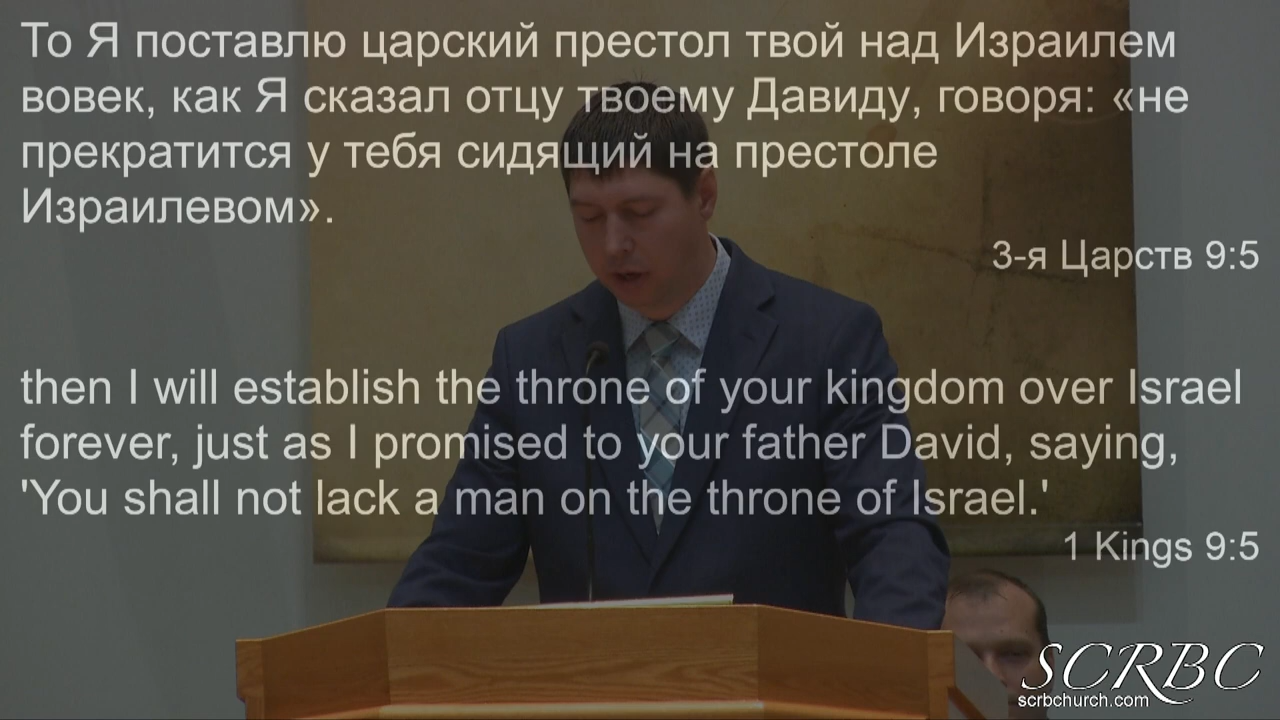 То Я поставлю царский престол твой над Израилем
вовек, как Я сказал отцу твоему Давиду, говоря: «не
прекратится у тебя сидящий на престоле
Израилевом».
3-я Царств 9:5
then I will establish the throne of your kingdom over Israel
forever, just as I promised to your father David, saying,
'You shall not lack a man on the throne of Israel.'
1 Kings 9:5
SCRBC
scrbchurch.com